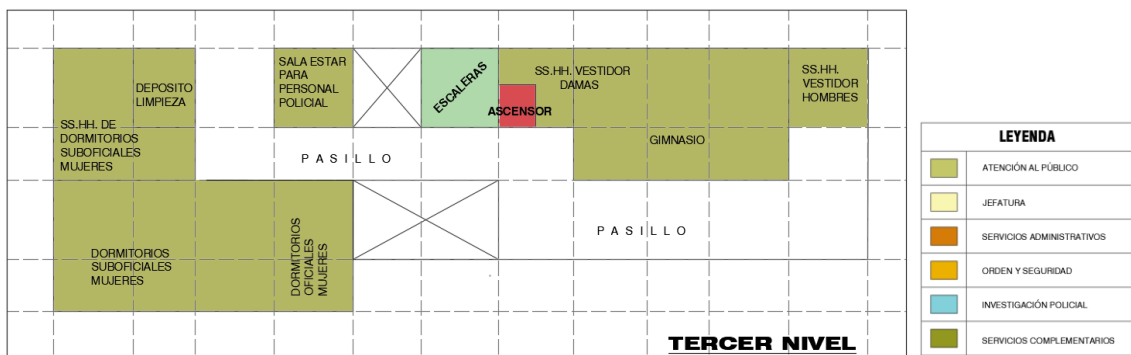 SALA ESTAR
PARA
PERSONAL
POLICIAL
DEPOSITO
LIMPIEZA
SS.HH. DE
DORMITORIOS
SUBOFICIALES
MUJERES
ESCALERAS
ASCENSOR
SS.HH. VESTIDOR
DAMAS
SS.HH.
VESTIDOR
HOMBRES
GIMNASIO
PASILLO
PASILLO
DORMITORIOS
SUBOFICIALES
MUJERES
DORMITORIOS
OFICIALES
MUJERES
TERCER NIVEL
LEYENDA
ATENCIÓN AL PÚBLICO
JEFATURA
SERVICIOS ADMINISTRATIVOS
ORDEN Y SEGURIDAD
INVESTIGACIÓN POLICIAL
SERVICIOS COMPLEMENTARIOS